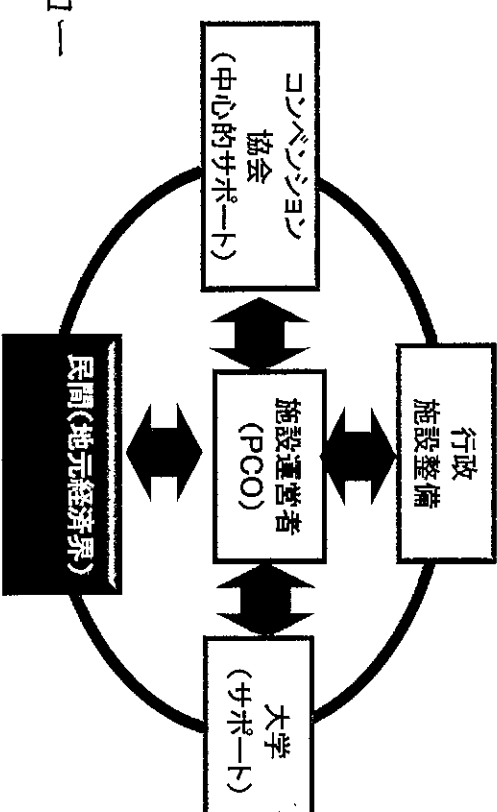 行政
施設整備
コンベンション
協会
(中心的サポート)
施設運営者
(PCO)
大学
(サポート)
民間(地元経済界)